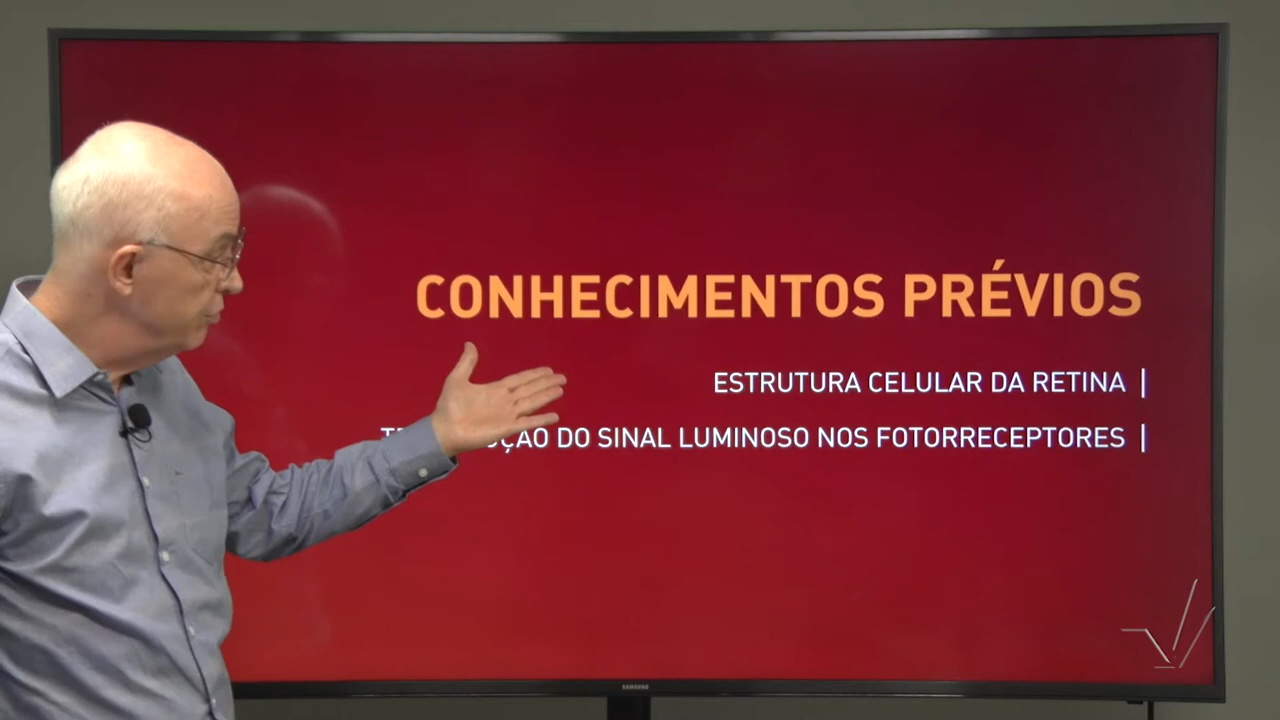 CONHECIMENTOS PRÉVIOS
ESTRUTURA CELULAR DA RETINA |
DO SINAL LUMINOSO NOS FOTORRECEPTORES |
SAMSUNG